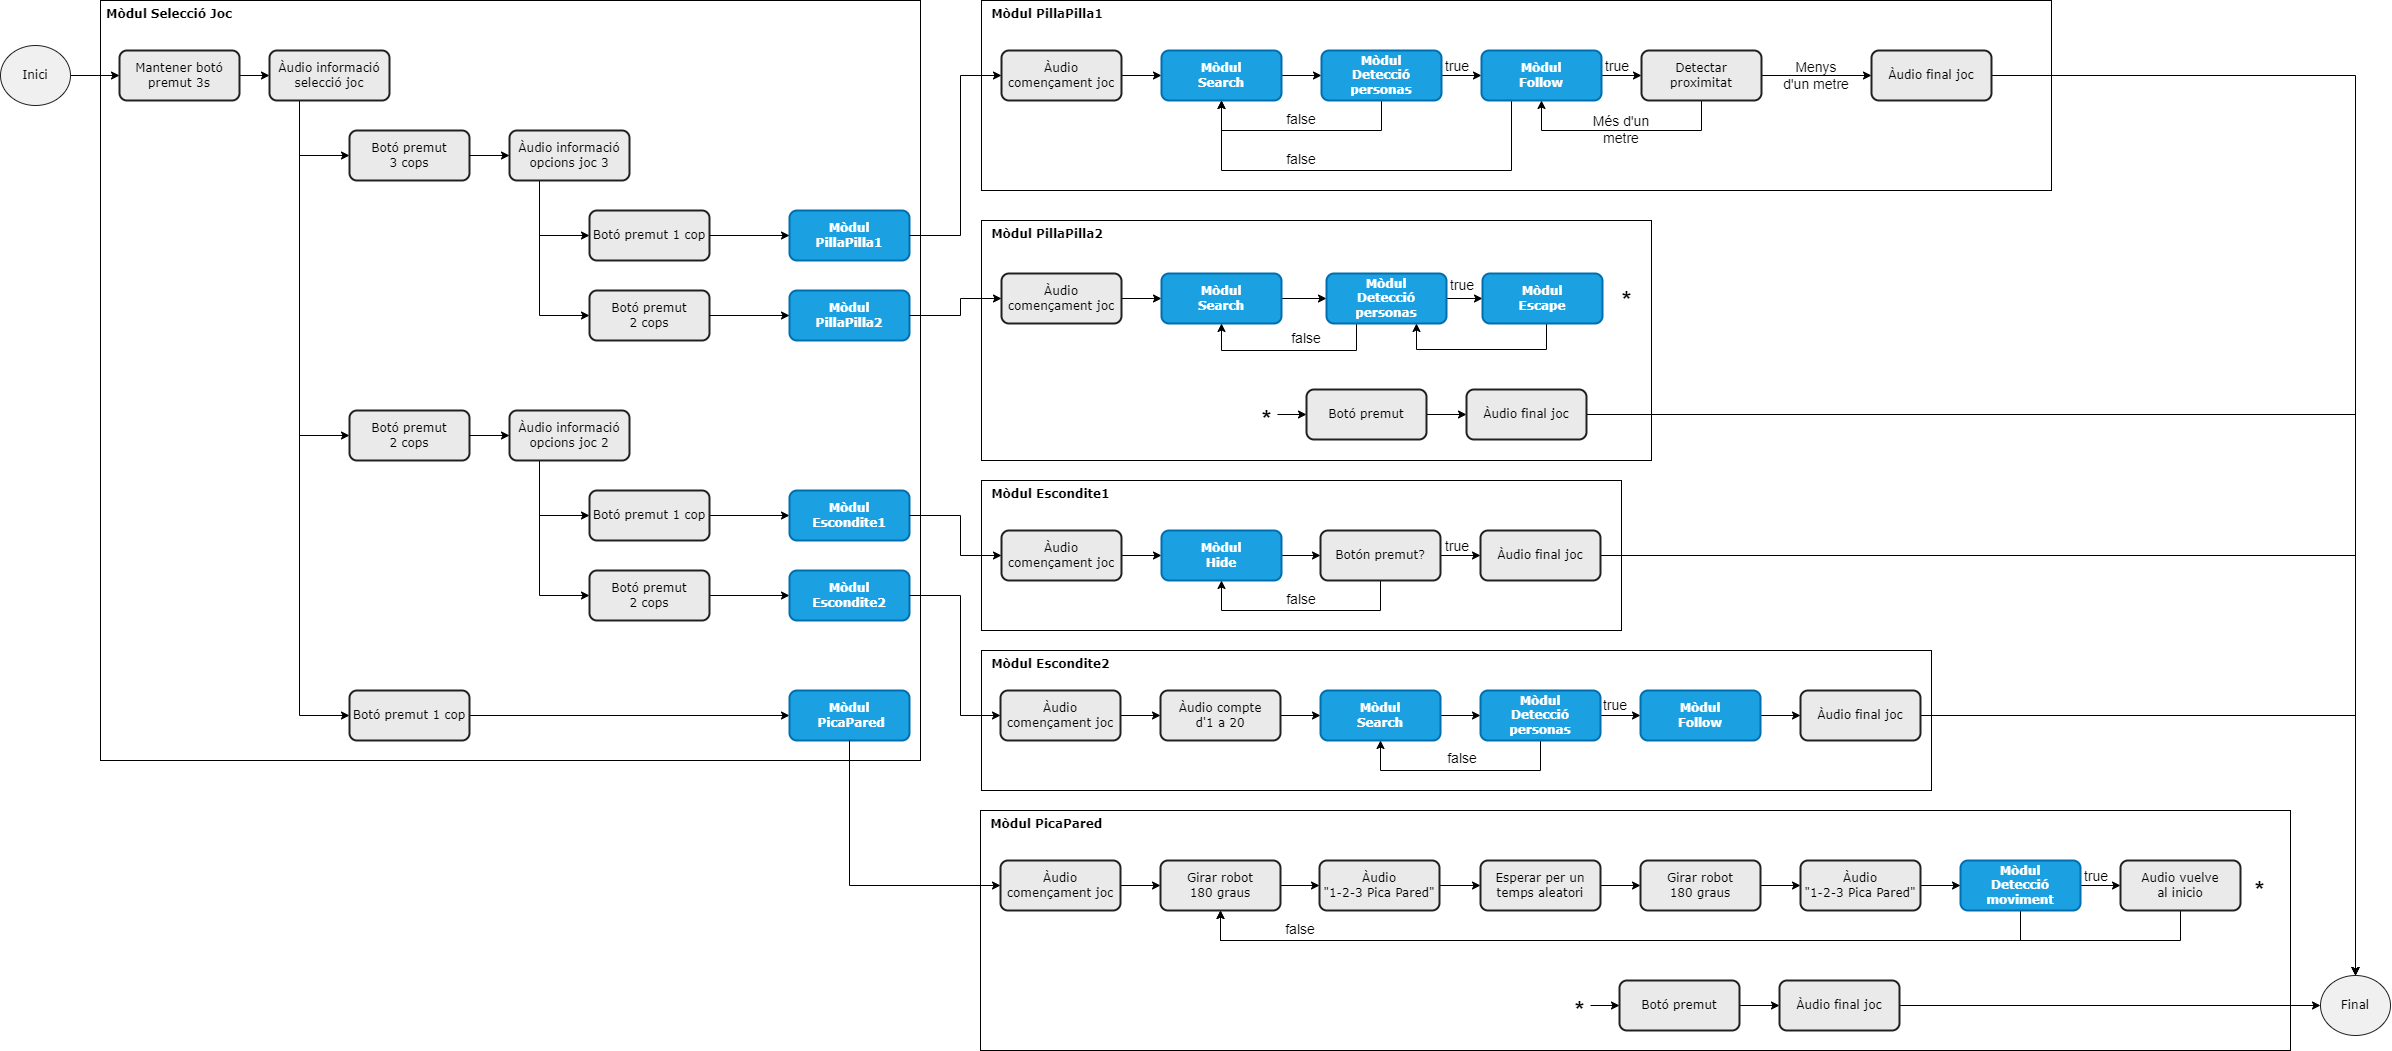 Inici
Mòdul Selecció Joc
Mantener botó
premut 3s
Àudio informació
selecció joc
Botó premut
3 cops
Àudio informació
opcions joc 3
Botó premut 1 cop
Mòdul
PillaPilla1
Botó premut
2 cops
Mòdul
PillaPilla2
Botó premut
2 cops
Àudio informació
opcions joc 2
Botó premut 1 cop
Mòdul
Escondite1
Botó premut
2 cops
Mòdul
Escondite2
Botó premut 1 cop
Mòdul
PicaPared
Mòdul PillaPilla1
Àudio
començament joc
Mòdul
Search
Mòdul
Detecció
personas
true
Mòdul
Follow
true
Detectar
proximitat
Menys
d'un metre
Àudio final joc
false
Més d'un
metre
false
Mòdul PillaPilla2
Àudio
començament joc
Mòdul
Search
Mòdul
Detecció
personas
true
Mòdul
Escape
*
false
*
Botó premut
Àudio final joc
Mòdul Escondite1
Àudio
començament joc
Mòdul
Hide
Botón premut?
true
Àudio final joc
false
Mòdul Escondite2
Àudio
començament joc
Àudio compte
d'1 a 20
Mòdul
Search
Mòdul
Detecció
personas
true
Mòdul
Follow
Àudio final joc
false
Mòdul PicaPared
Àudio
començament joc
Girar robot
180 graus
Àudio
"1-2-3 Pica Pared"
Esperar per un
temps aleatori
Girar robot
180 graus
Àudio
"1-2-3 Pica Pared"
Mòdul
Detecció
moviment
true
Audio vuelve
al inicio
*
false
*
Botó premut
Àudio final joc
Final